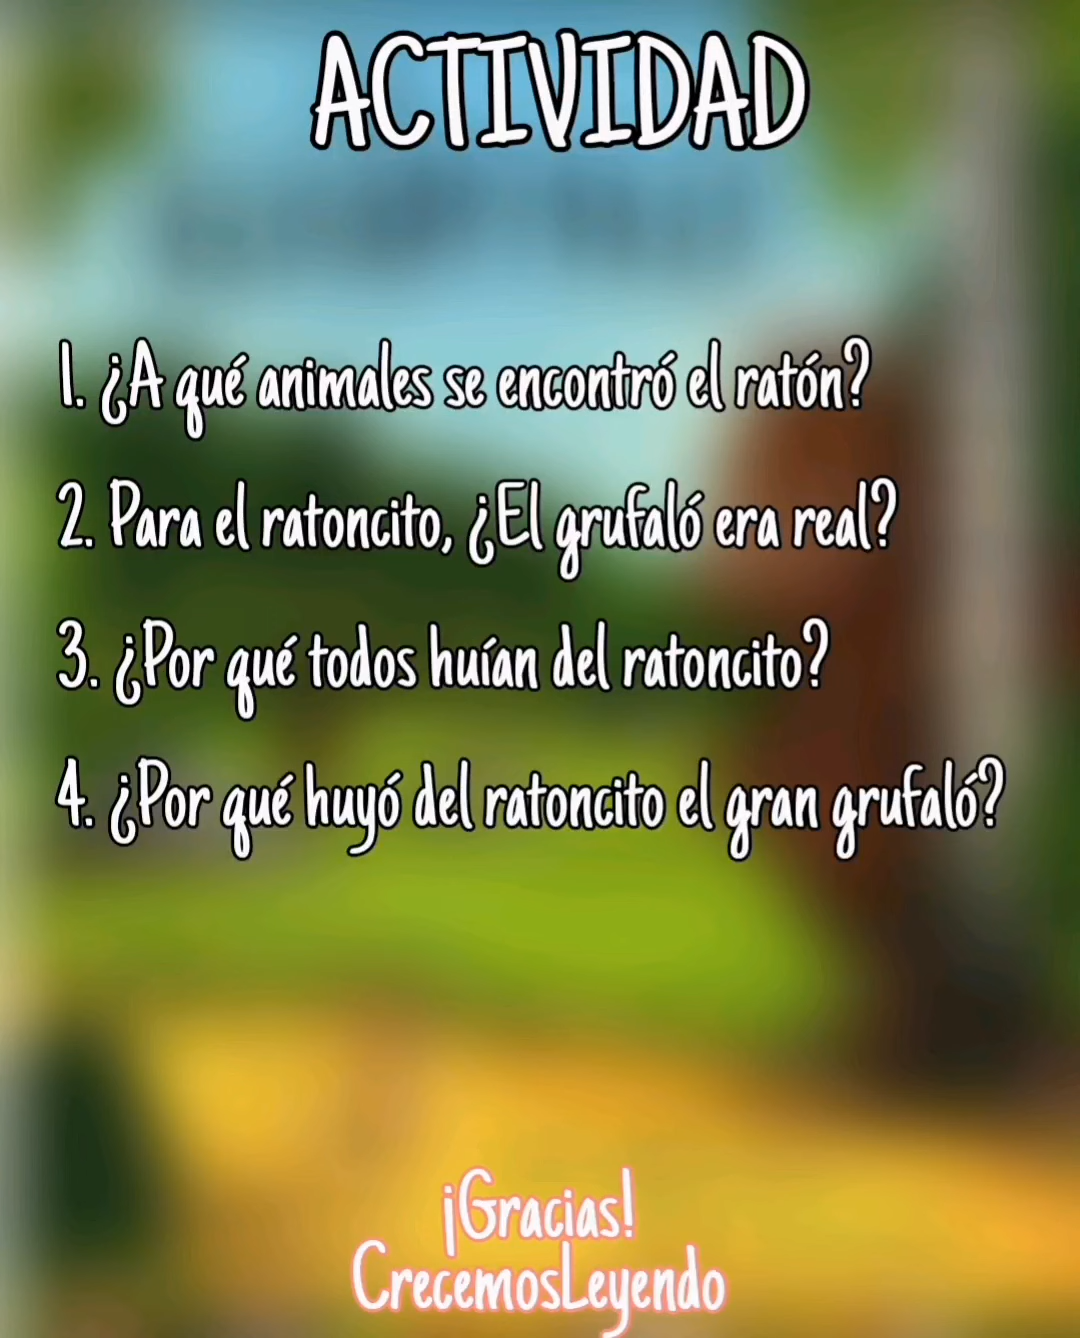 ACTIVIDAD
1. ¿A qué animales se encontró el ratón?
2. Para el ratoncito, ¿El grufaló era real?
3. ¿Por qué todos huían del ratoncito?
4. ¿Por qué huyó del ratoncito el gran grufaló?
¡Gracias!
CrecemosLeyendo